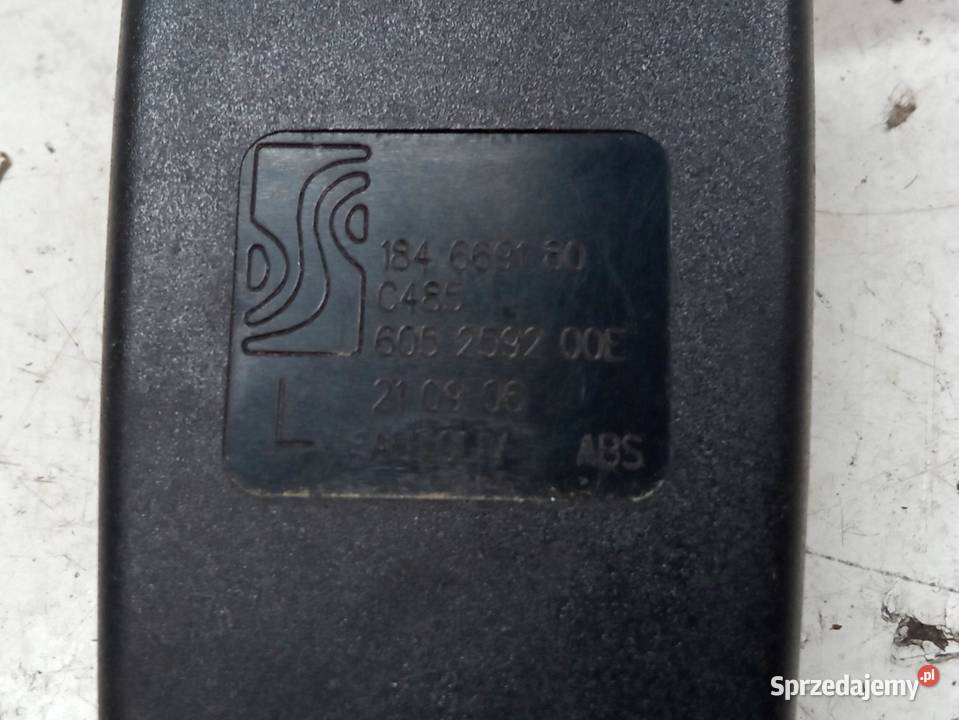 184 6691 80
C485
605 2592 00E
21 09 06
L
AUTOLIV ABS
Sprzedajemy.pl